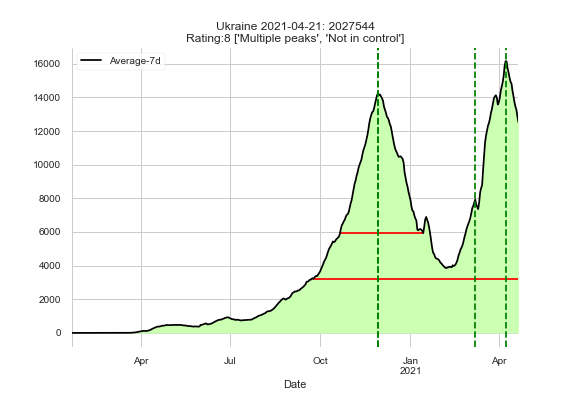 Ukraine 2021-04-21: 2027544
Rating:8 ['Multiple peaks', 'Not in control']
Average-7d
16000
14000
12000
10000
8000
6000
4000
2000
0
Apr
Jul
Oct
Jan
2021
Apr
Date